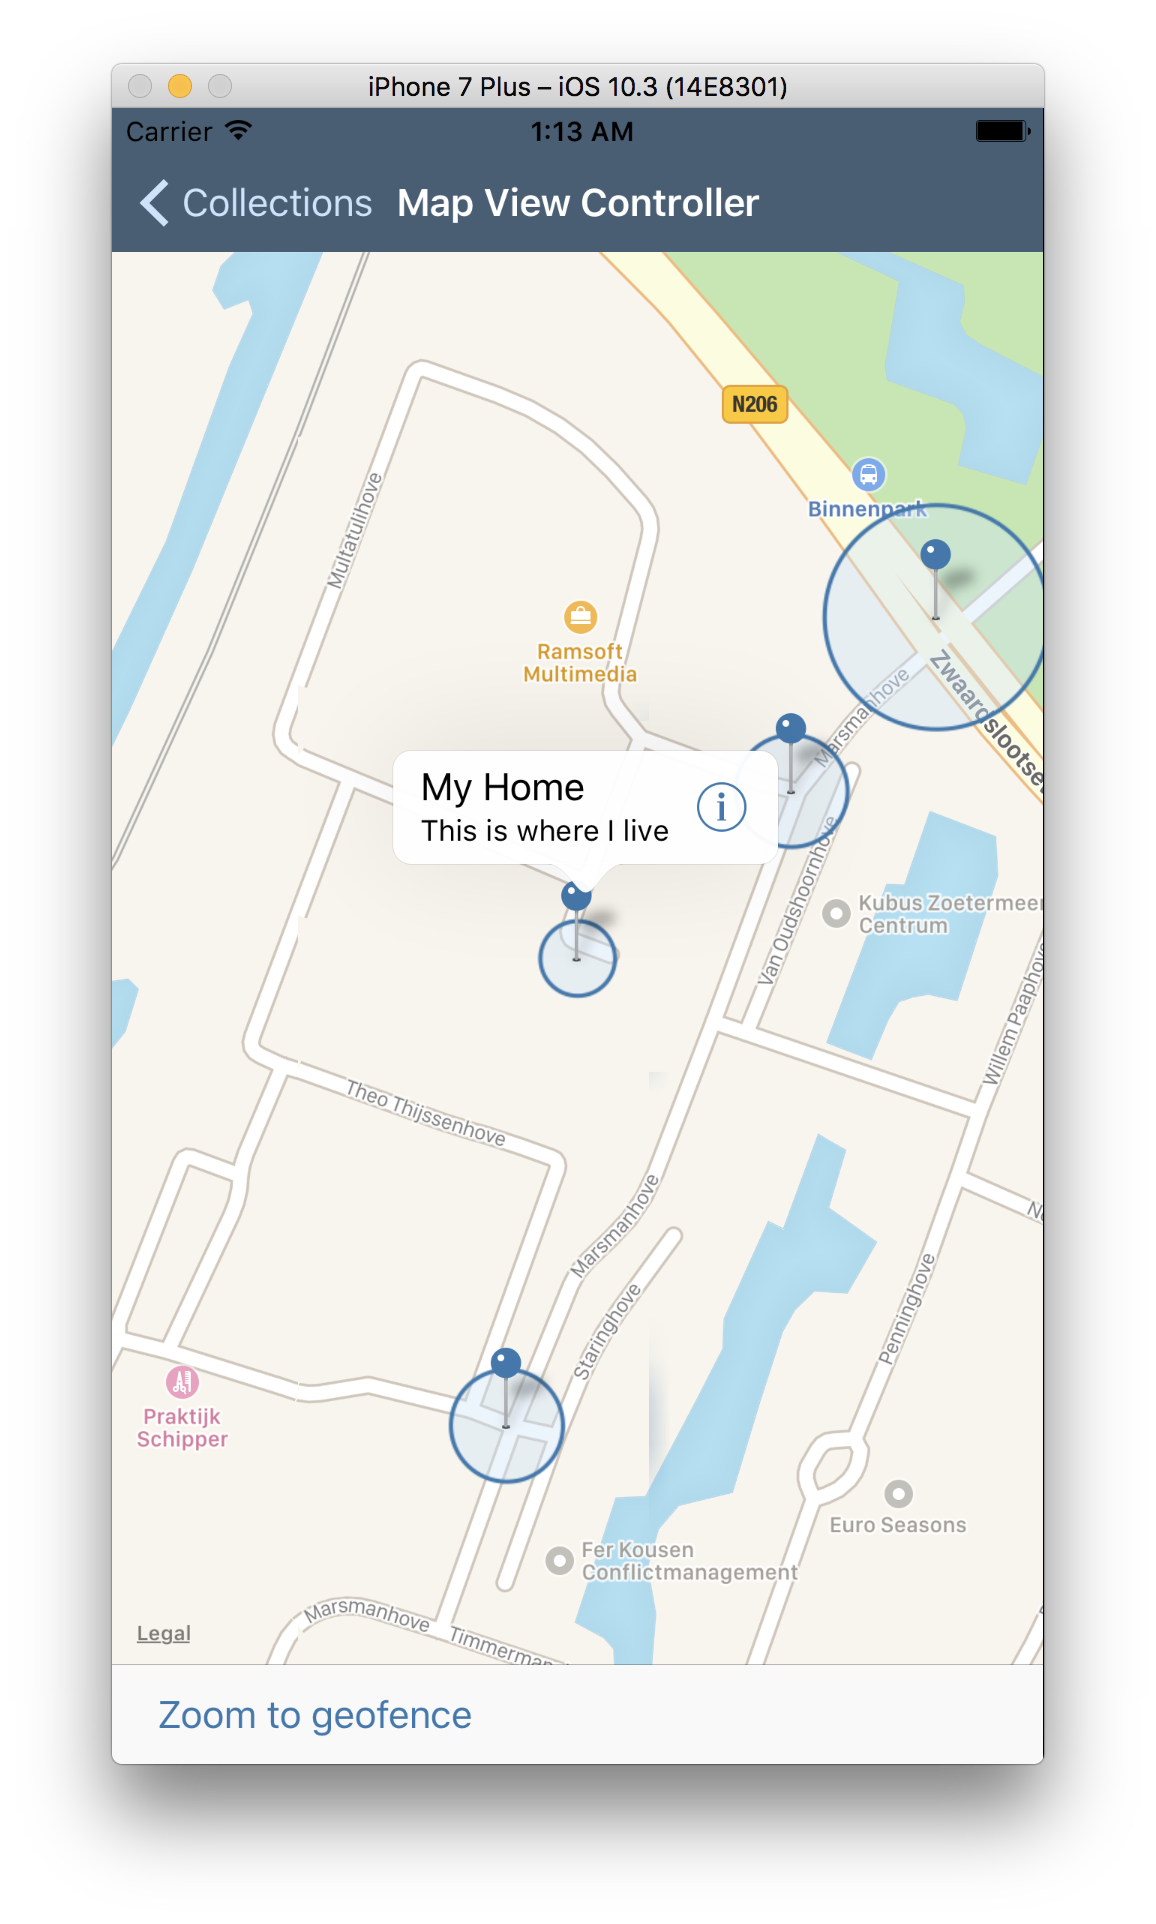 iPhone 7 Plus – iOS 10.3 (14E8301)
Carrier 1:13 AM
Collections Map View Controller
N206
Binnenpark
Multatulihove
Ramsoft
Multimedia
Marsmanhove
Zwaardslootse
My Home
This is where I live
Van Oudshoornhove
Kubus Zoetermeer
Centrum
Willem Paaphove
Theo Thijssenhove
Marsmanhove
Staringhove
Penninghove
Praktijk
Schipper
Euro Seasons
Fer Kousen
Conflictmanagement
Marsmanhove
Timmerman
Legal
Zoom to geofence